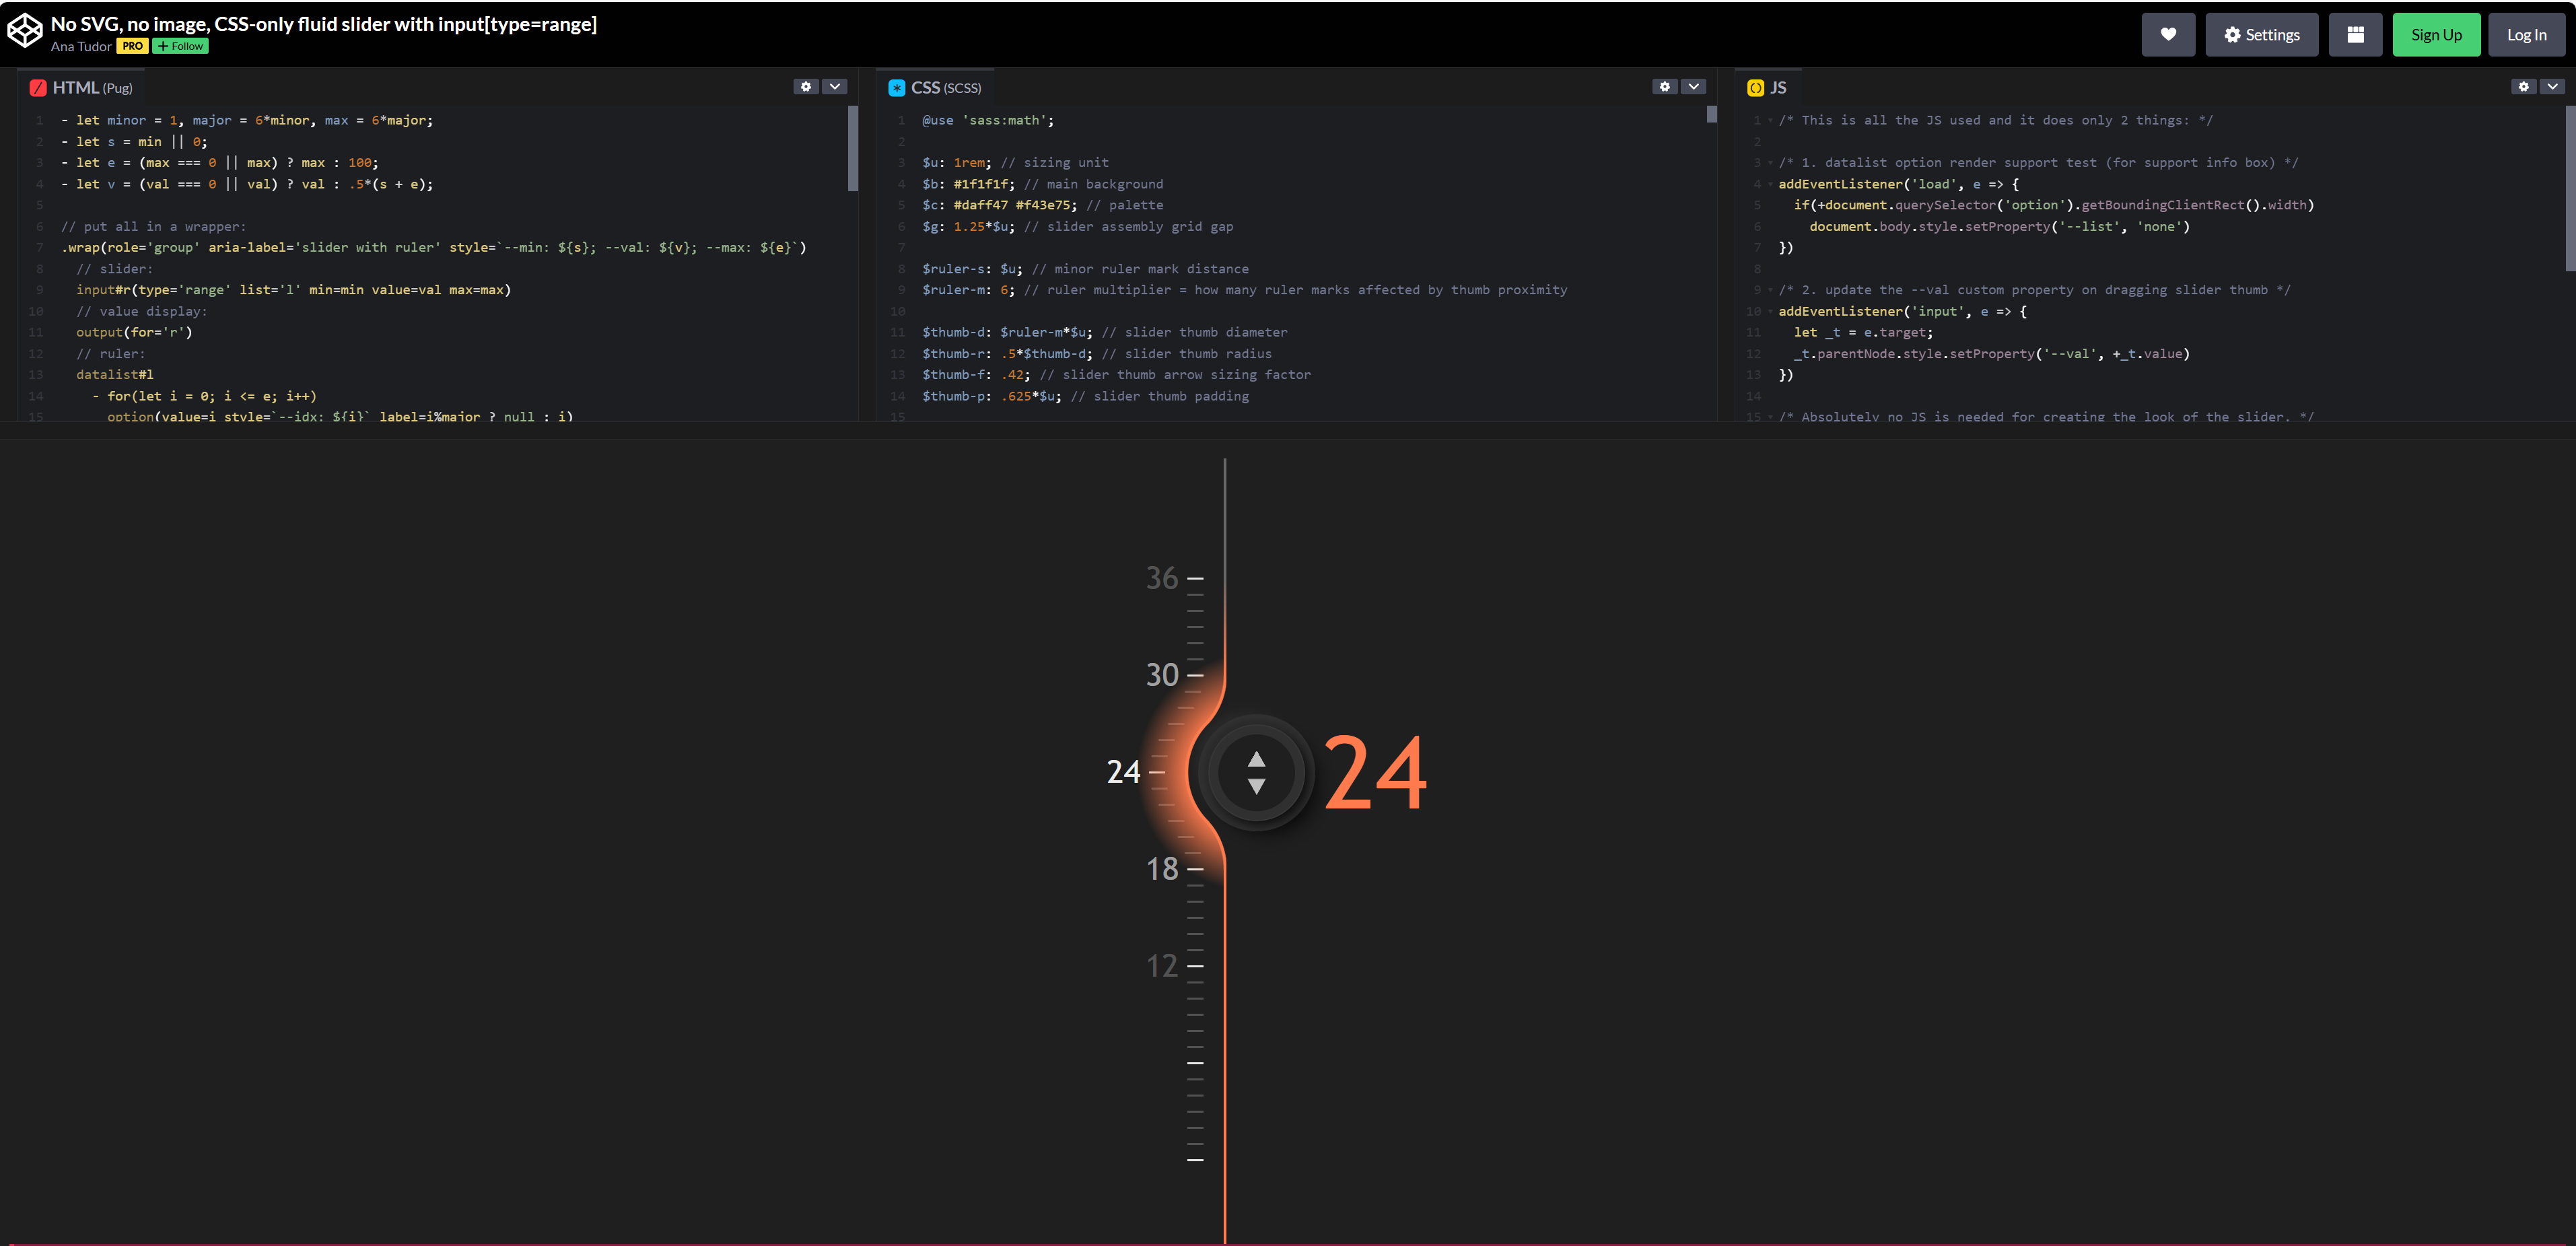 No SVG, no image, CSS-only fluid slider with input[type=range]
Ana Tudor PRO + Follow
Settings
Sign Up
Log In
HTML (Pug)
1 - let minor = 1, major = 6*minor, max = 6*major;
2 - let s = min || 0;
3 - let e = (max === 0 || max) ? max : 100;
4 - let v = (val === 0 || val) ? val : .5*(s + e);
5
6 // put all in a wrapper:
7 .wrap(role='group' aria-label='slider with ruler' style=`--min: ${s}; --val: ${v}; --max: ${e}`)
8 // slider:
9 input#r(type='range' list='l' min=min value=val max=max)
10 // value display:
11 output(for='r')
12 // ruler:
13 datalist#l
14 - for(let i = 0; i <= e; i++)
15 option(value=i style=`--idx: ${i}` label=i%major ? null : i)
CSS (SCSS)
1 @use 'sass:math';
2
3 $u: 1rem; // sizing unit
4 $b: #1f1f1f; // main background
5 $c: #daff47 #f43e75; // palette
6 $g: 1.25*$u; // slider assembly grid gap
7
8 $ruler-s: $u; // minor ruler mark distance
9 $ruler-m: 6; // ruler multiplier = how many ruler marks affected by thumb proximity
10
11 $thumb-d: $ruler-m*$u; // slider thumb diameter
12 $thumb-r: .5*$thumb-d; // slider thumb radius
13 $thumb-f: .42; // slider thumb arrow sizing factor
14 $thumb-p: .625*$u; // slider thumb padding
15
JS
1 /* This is all the JS used and it does only 2 things: */
2
3 /* 1. datalist option render support test (for support info box) */
4 addEventListener('load', e => {
5 if(+document.querySelector('option').getBoundingClientRect().width)
6 document.body.style.setProperty('--list', 'none')
7 })
8
9 /* 2. update the --val custom property on dragging slider thumb */
10 addEventListener('input', e => {
11 let _t = e.target;
12 _t.parentNode.style.setProperty('--val', +_t.value)
13 })
14
15 /* Absolutely no JS is needed for creating the look of the slider. */
36
30
24
24
18
12